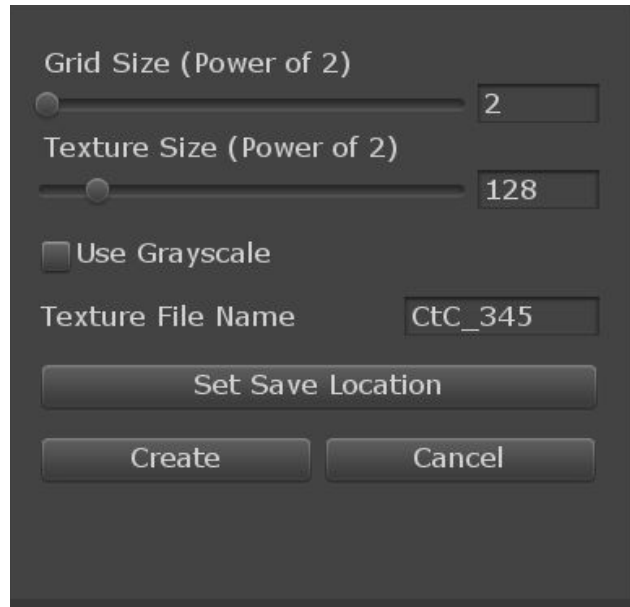 Grid Size (Power of 2)
2
Texture Size (Power of 2)
128
Use Grayscale
Texture File Name CtC_345
Set Save Location
Create Cancel